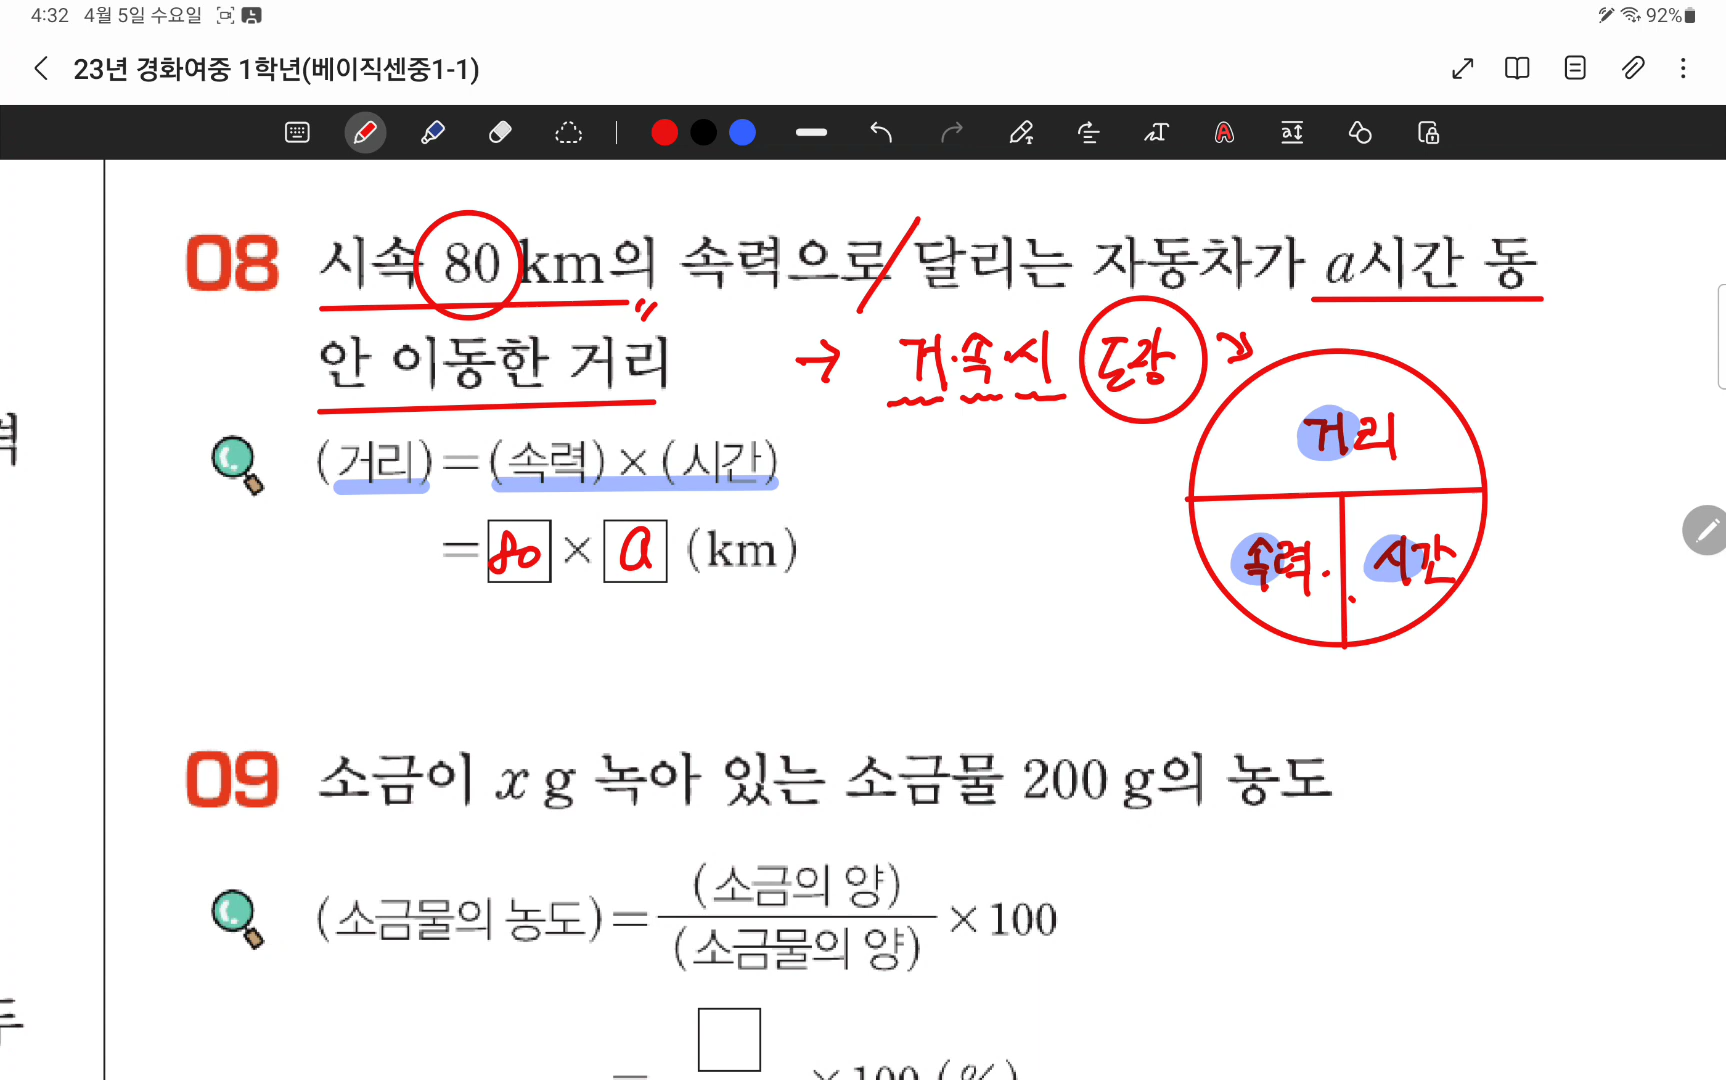 4:32 4월 5일 수요일
92%
23년 경화여중 1학년(베이직센중1-1)
08 시속 80 km의 속력으로 달리는 자동차가 a시간 동
안 이동한 거리
→ 거·속·시 도랑
(거리)=(속력)×(시간)
=80×a (km)
거리
속력 · 시간
09 소금이 x g 녹아 있는 소금물 200 g의 농도
(소금물의 농도)=(소금의 양)/(소금물의 양)×100
=□ ×100 (%)